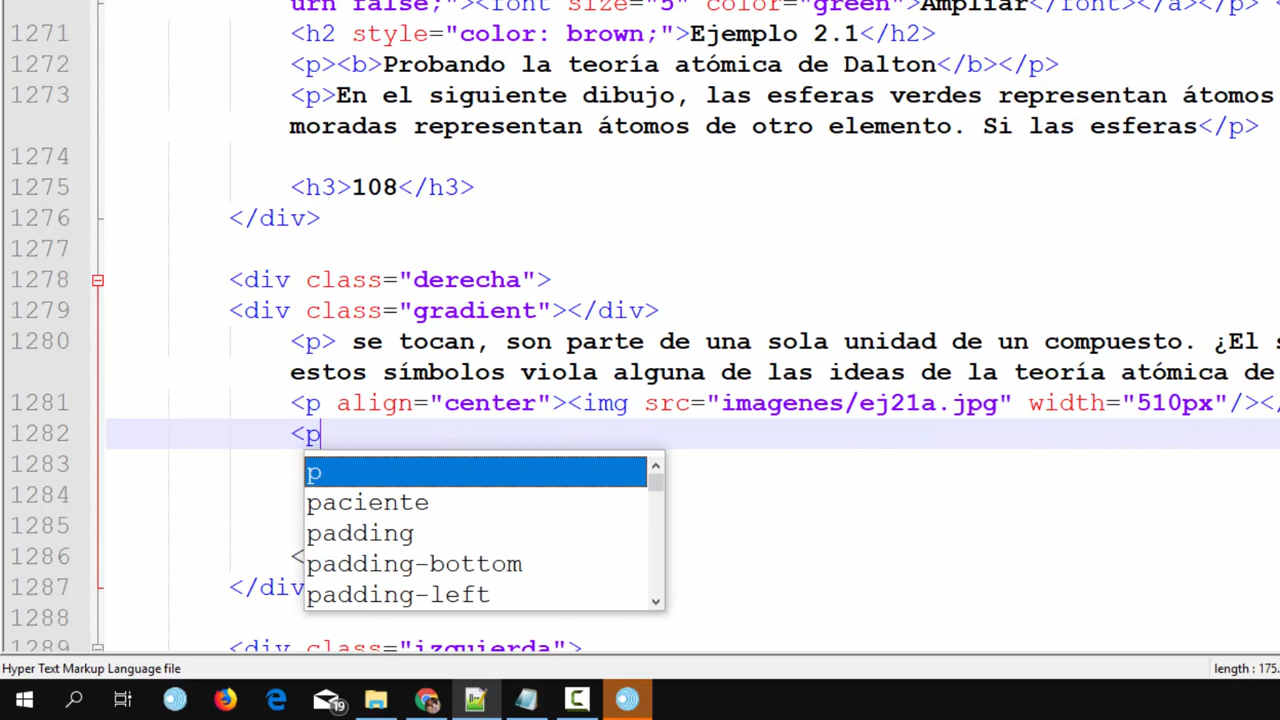 urn false;"><font size="5" color="green">Ampliar</font></a></p>
1271 <h2 style="color: brown;">Ejemplo 2.1</h2>
1272 <p><b>Probando la teoría atómica de Dalton</b></p>
1273 <p>En el siguiente dibujo, las esferas verdes representan átomos
moradas representan átomos de otro elemento. Si las esferas</p>
1274
1275 <h3>108</h3>
1276 </div>
1277
1278 <div class="derecha">
1279 <div class="gradient"></div>
1280 <p> se tocan, son parte de una sola unidad de un compuesto. ¿El s
estos símbolos viola alguna de las ideas de la teoría atómica de
1281 <p align="center"><img src="imagenes/ej21a.jpg" width="510px"/></
1282 <p
p
1283
paciente
1284
padding
1285
padding-bottom
1286 <
padding-left
1287 </div
1288
1289 <div class="izquierda">
Hyper Text Markup Language file
length : 175.
19